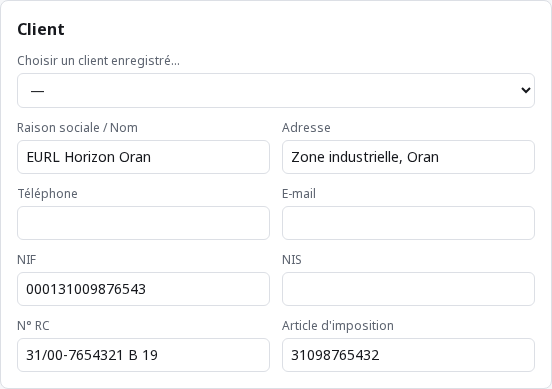 Client
Choisir un client enregistré...
—
Raison sociale / Nom
Adresse
EURL Horizon Oran
Zone industrielle, Oran
Téléphone
E-mail
NIF
NIS
000131009876543
N° RC
Article d'imposition
31/00-7654321 B 19
31098765432